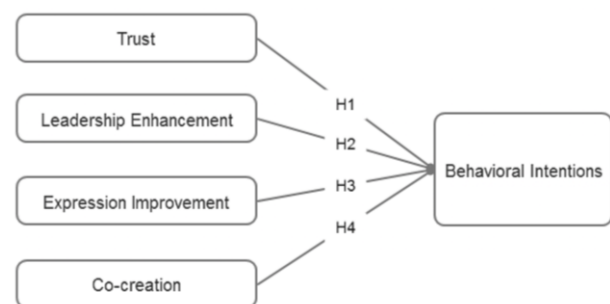 Trust
H1
Leadership Enhancement
H2
Behavioral Intentions
Expression Improvement
H3
H4
Co-creation